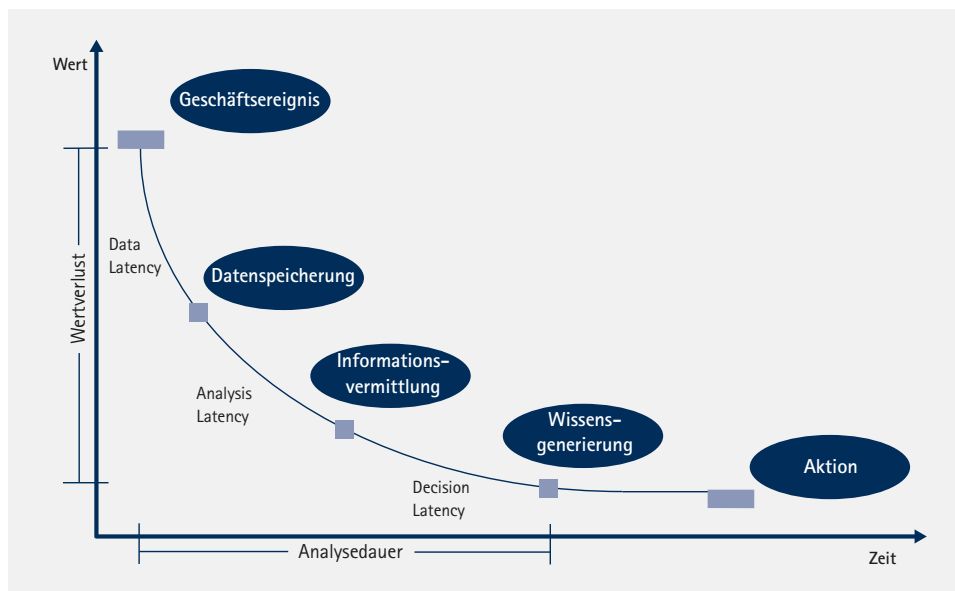 Wert
Geschäftsereignis
Data
Latency
Datenspeicherung
Wertverlust
Informations-
vermittlung
Analysis
Latency
Wissens-
generierung
Aktion
Decision
Latency
Analysedauer
Zeit